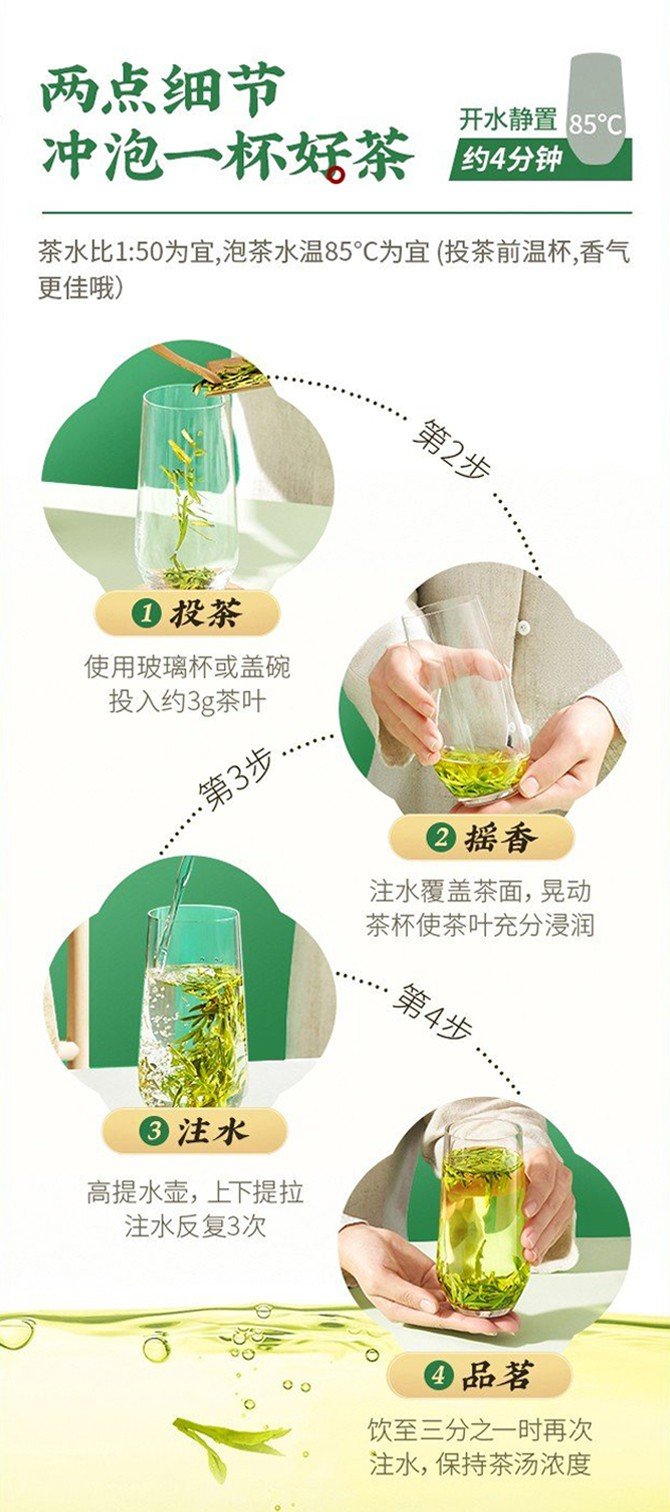 两点细节
冲泡一杯好茶
开水静置
约4分钟
85°C
茶水比1:50为宜,泡茶水温85°C为宜 (投茶前温杯,香气
更佳哦)
1 投茶
使用玻璃杯或盖碗
投入约3g茶叶
第2步
2 摇香
注水覆盖茶面，晃动
茶杯使茶叶充分浸润
第3步
3 注水
高提水壶，上下提拉
注水反复3次
第4步
4 品茗
饮至三分之一时再次
注水，保持茶汤浓度